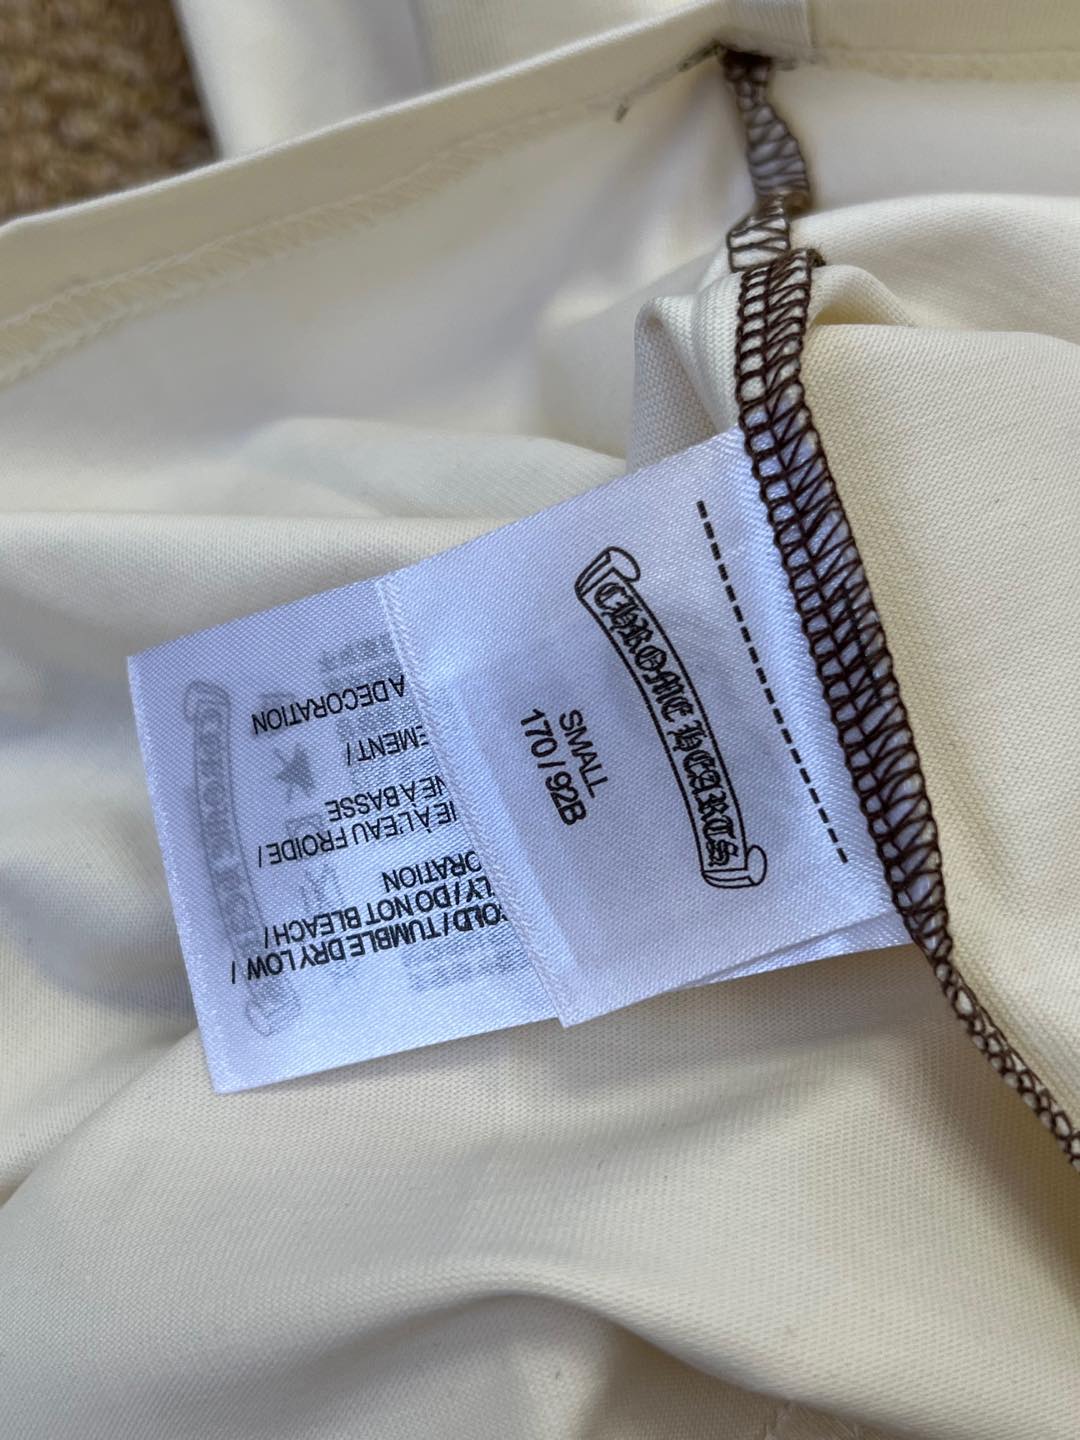 CHROME HEARTS
SMALL
170 / 92B
OLD / TUMBLE DRY LOW /
LY / DO NOT BLEACH /
ORATION
IE À L'EAU FROIDE /
NE A BASSE
EMENT /
A DECORATION